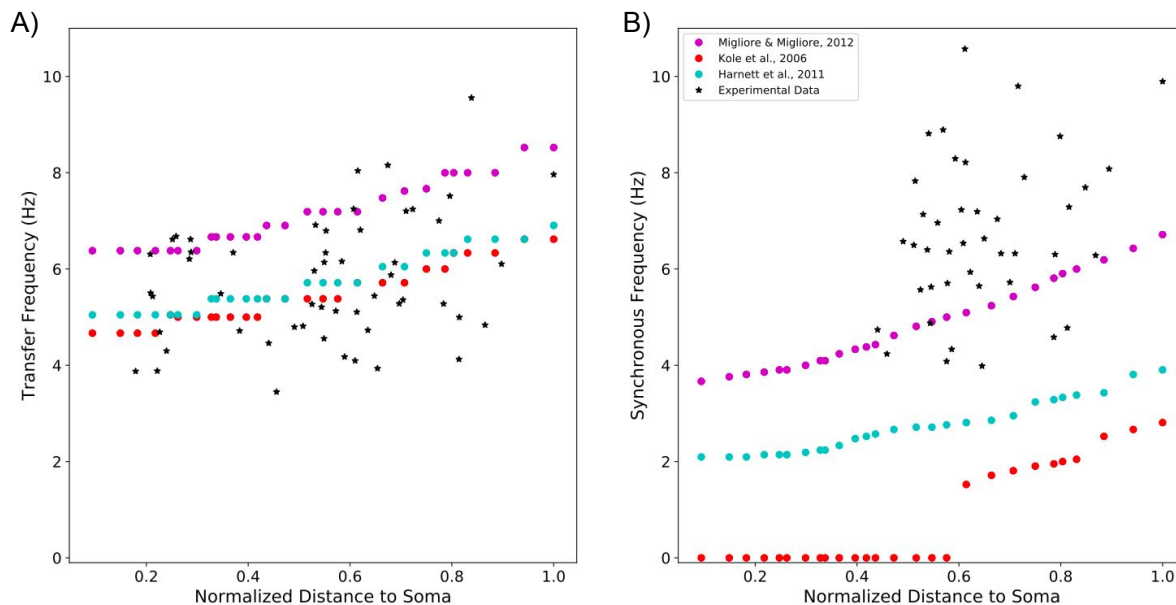 A)
10
8
6
4
2
0
0.2 0.4 0.6 0.8 1.0
Transfer Frequency (Hz)
Normalized Distance to Soma
B)
Migliore & Migliore, 2012
Kole et al., 2006
Harnett et al., 2011
Experimental Data
10
8
6
4
2
0
0.2 0.4 0.6 0.8 1.0
Synchronous Frequency (Hz)
Normalized Distance to Soma